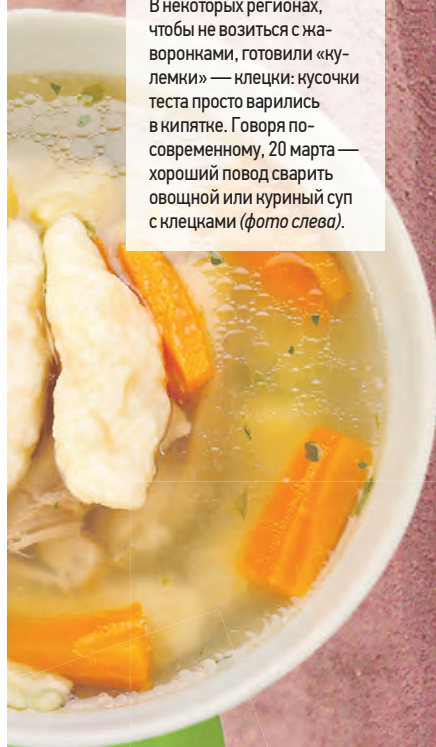 В некоторых регионах,
чтобы не возиться с жа-
воронками, готовили «ку-
лемки» — клецки: кусочки
теста просто варились
в кипятке. Говоря по-
современному, 20 марта —
хороший повод сварить
овощной или куриный суп
с клецками (фото слева).